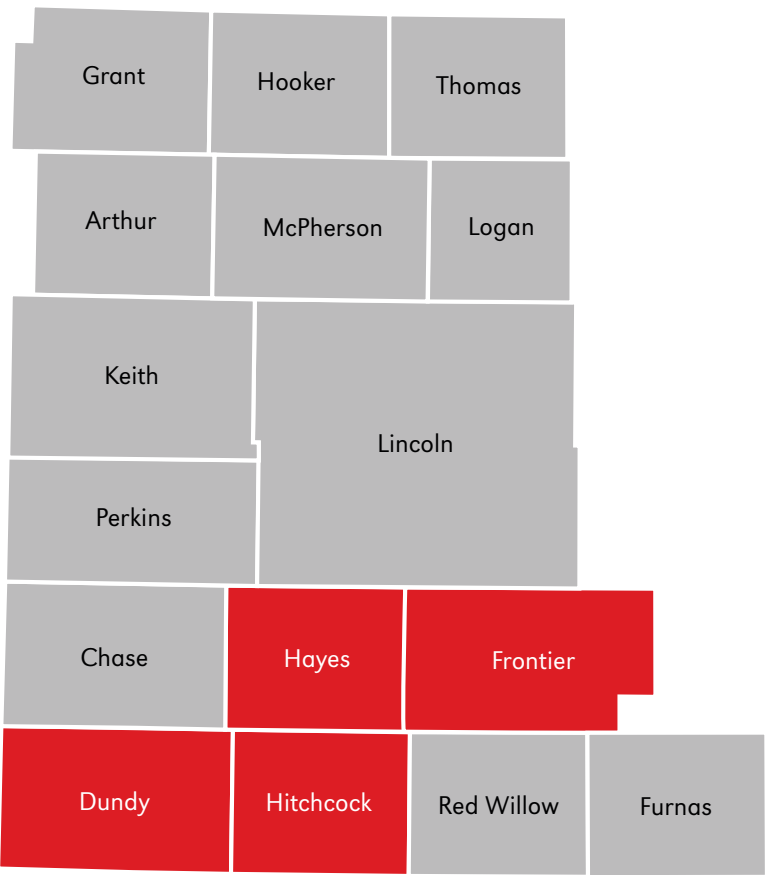 Grant
Hooker
Thomas
Arthur
McPherson
Logan
Keith
Lincoln
Perkins
Chase
Hayes
Frontier
Dundy
Hitchcock
Red Willow
Furnas